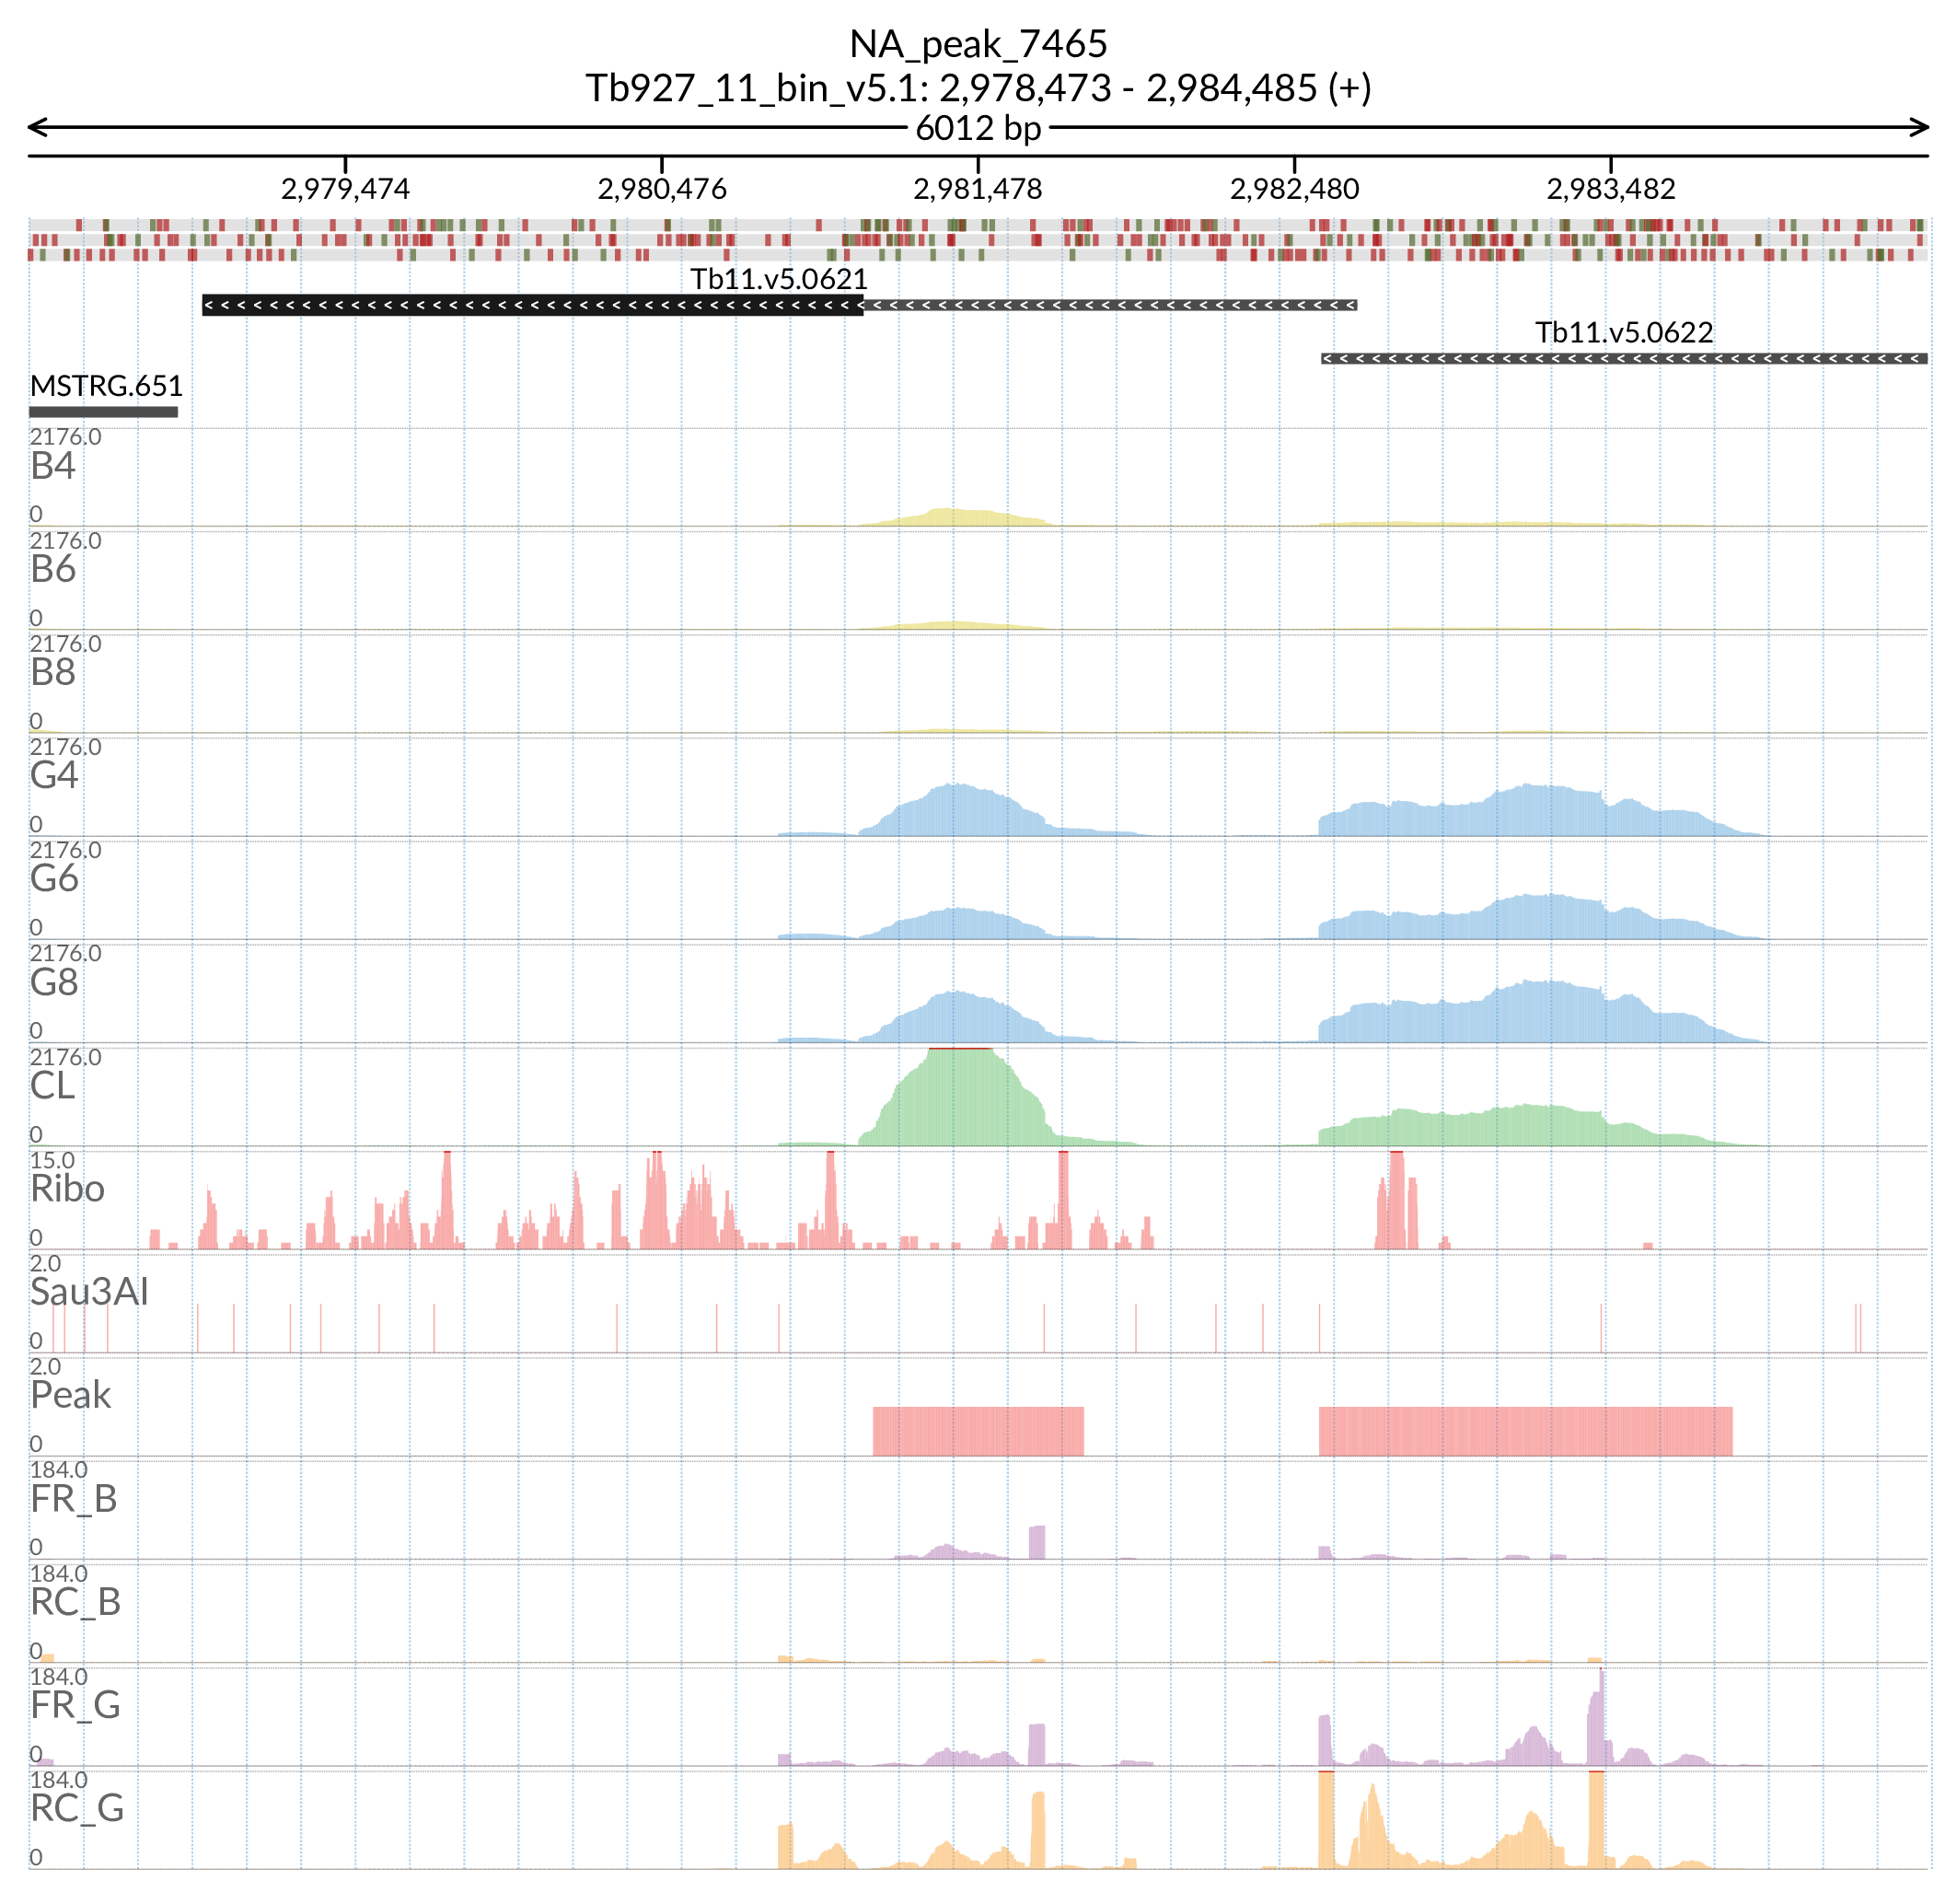 NA_peak_7465
Tb927_11_bin_v5.1: 2,978,473 - 2,984,485 (+)
6012 bp
2,979,474 2,980,476 2,981,478 2,982,480 2,983,482
Tb11.v5.0621
Tb11.v5.0622
MSTRG.651
2176.0
B4
0
2176.0
B6
0
2176.0
B8
0
2176.0
G4
0
2176.0
G6
0
2176.0
G8
0
2176.0
CL
0
15.0
Ribo
0
2.0
Sau3AI
0
2.0
Peak
0
184.0
FR_B
0
184.0
RC_B
0
184.0
FR_G
0
184.0
RC_G
0